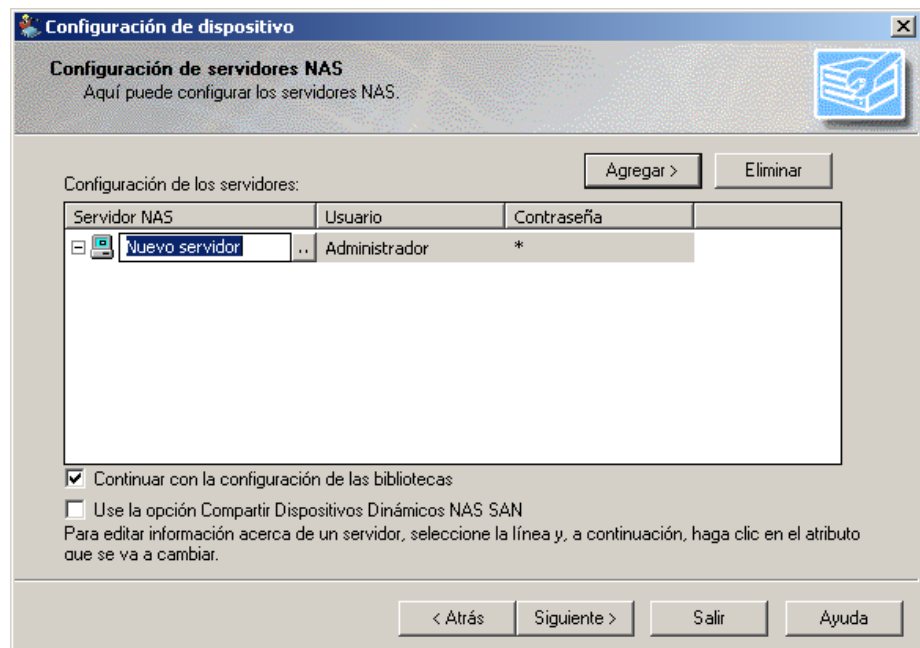 Configuración de dispositivo
Configuración de servidores NAS
Aquí puede configurar los servidores NAS.
Agregar >
Eliminar
Configuración de los servidores:
Servidor NAS Usuario Contraseña
Nuevo servidor .. Administrador *
Continuar con la configuración de las bibliotecas
Use la opción Compartir Dispositivos Dinámicos NAS SAN
Para editar información acerca de un servidor, seleccione la línea y, a continuación, haga clic en el atributo
que se va a cambiar.
< Atrás Siguiente > Salir Ayuda